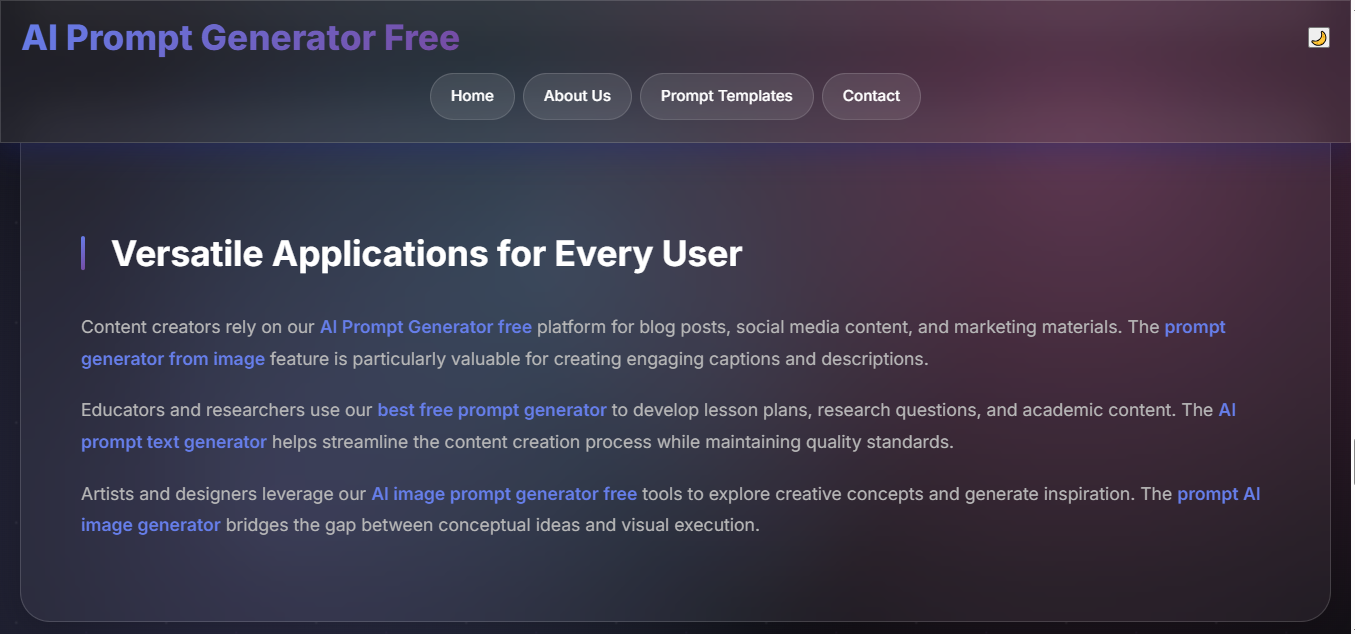 AI Prompt Generator Free
Home
About Us
Prompt Templates
Contact
Versatile Applications for Every User
Content creators rely on our AI Prompt Generator free platform for blog posts, social media content, and marketing materials. The prompt
generator from image feature is particularly valuable for creating engaging captions and descriptions.
Educators and researchers use our best free prompt generator to develop lesson plans, research questions, and academic content. The AI
prompt text generator helps streamline the content creation process while maintaining quality standards.
Artists and designers leverage our AI image prompt generator free tools to explore creative concepts and generate inspiration. The prompt AI
image generator bridges the gap between conceptual ideas and visual execution.